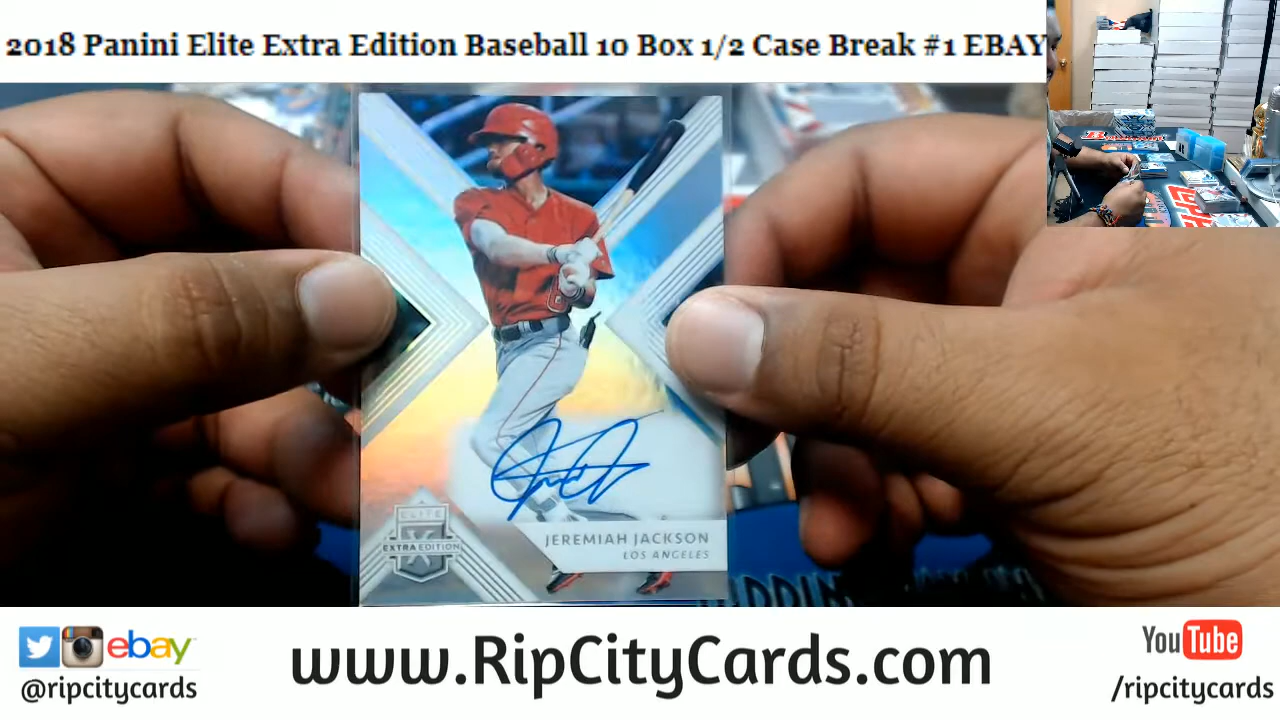 2018 Panini Elite Extra Edition Baseball 10 Box 1/2 Case Break #1 EBAY
ELITE
X
EXTRA EDITION
JEREMIAH JACKSON
LOS ANGELES
ebay
@ripcitycards
www.RipCityCards.com
YouTube
/ripcitycards